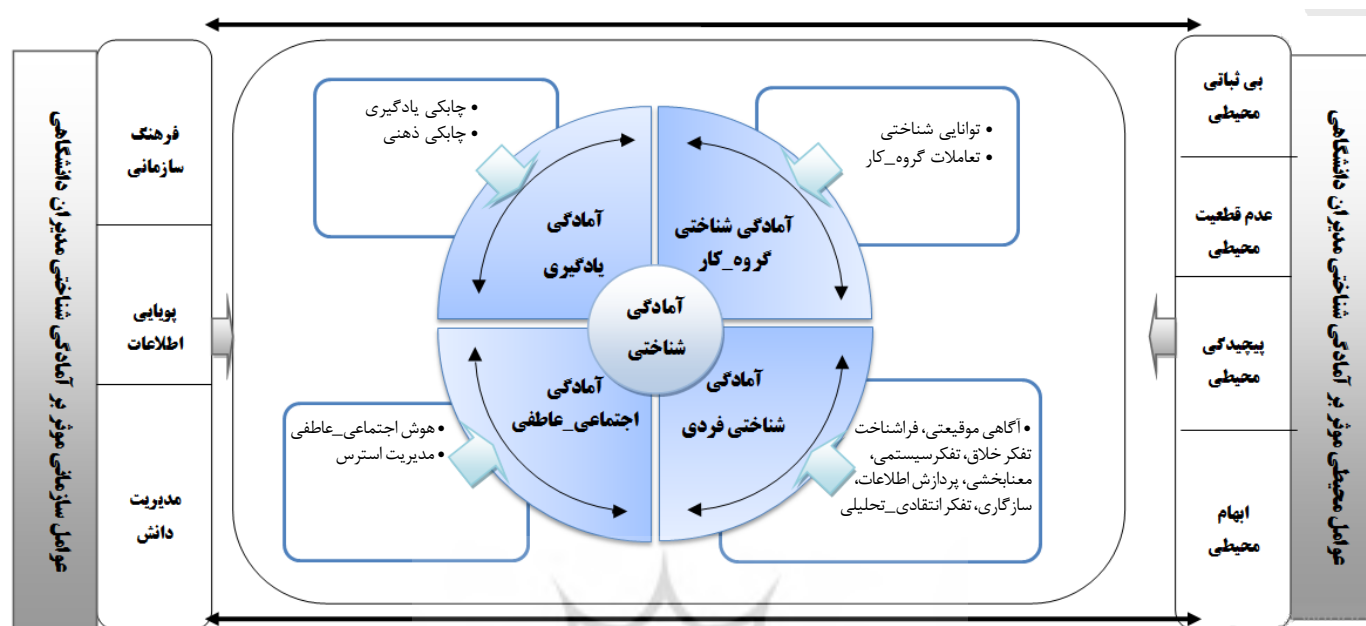 عوامل محیطی موثر بر آمادگی شناختی مدیران دانشگاهی
بی ثباتی
محیطی
عدم قطعیت
محیطی
پیچیدگی
محیطی
ابهام
محیطی
• توانایی شناختی
• تعاملات گروه_کار
آمادگی شناختی
گروه_کار
• چابکی یادگیری
• چابکی ذهنی
آمادگی
یادگیری
آمادگی
شناختی
آمادگی
شناختی فردی
• آگاهی موقیعتی، فراشناخت
تفکر خلاق، تفکرسیستمی،
معنابخشی، پردازش اطلاعات،
سازگاری، تفکر انتقادی_تحلیلی
آمادگی
اجتماعی_عاطفی
• هوش اجتماعی_عاطفی
• مدیریت استرس
فرهنگ
سازمانی
پویایی
اطلاعات
مدیریت
دانش
عوامل سازمانی موثر بر آمادگی شناختی مدیران دانشگاهی